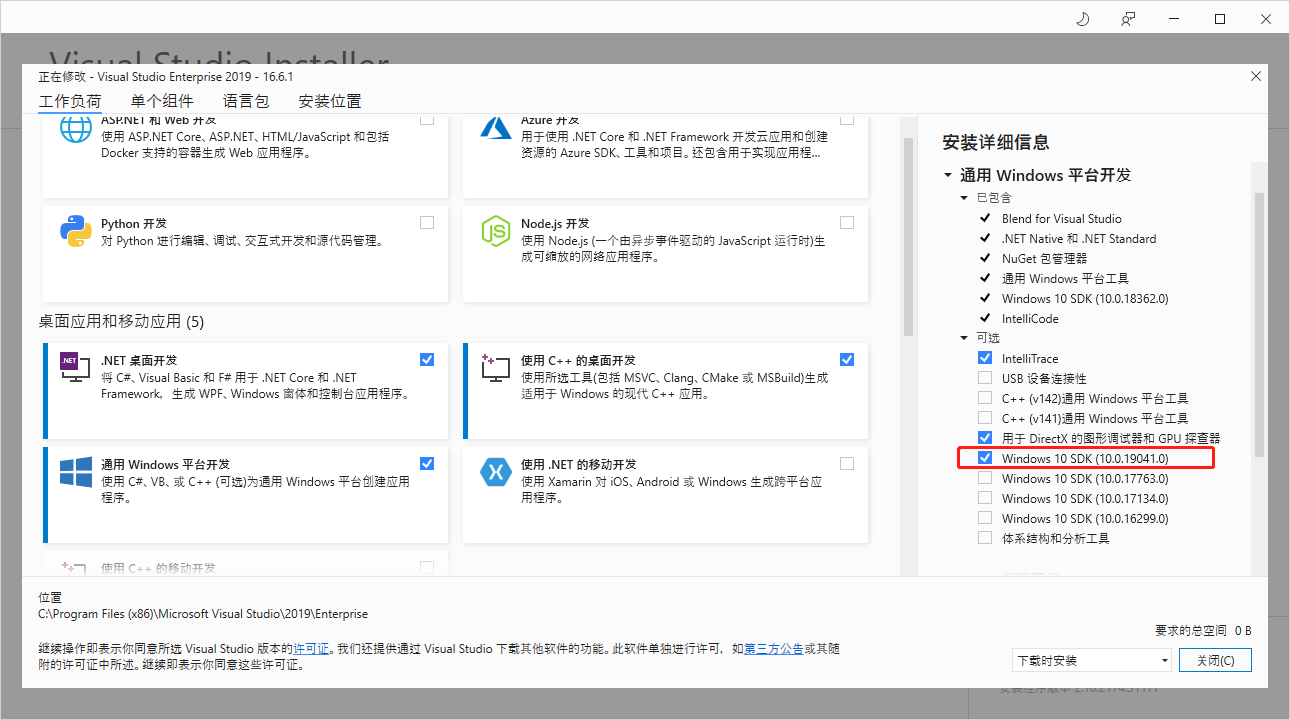 Visual Studio Installer
正在修改 - Visual Studio Enterprise 2019 - 16.6.1
工作负荷 单个组件 语言包 安装位置
ASP.NET 和 Web 开发
使用 ASP.NET Core、ASP.NET、HTML/JavaScript 和包括
Docker 支持的容器生成 Web 应用程序。
Azure 开发
用于使用 .NET Core 和 .NET Framework 开发云应用和创建
资源的 Azure SDK、工具和项目。还包含用于实现应用程...
Python 开发
对 Python 进行编辑、调试、交互式开发和源代码管理。
Node.js 开发
使用 Node.js (一个由异步事件驱动的 JavaScript 运行时)生
成可缩放的网络应用程序。
桌面应用和移动应用 (5)
.NET
.NET 桌面开发
将 C#、Visual Basic 和 F# 用于 .NET Core 和 .NET
Framework，生成 WPF、Windows 窗体和控制台应用程序。
使用 C++ 的桌面开发
使用所选工具(包括 MSVC、Clang、CMake 或 MSBuild)生成
适用于 Windows 的现代 C++ 应用。
通用 Windows 平台开发
使用 C#、VB、或 C++ (可选)为通用 Windows 平台创建应用
程序。
使用 .NET 的移动开发
使用 Xamarin 对 iOS、Android 或 Windows 生成跨平台应
用程序。
使用 C++ 的移动开发
安装详细信息
通用 Windows 平台开发
已包含
Blend for Visual Studio
.NET Native 和 .NET Standard
NuGet 包管理器
通用 Windows 平台工具
Windows 10 SDK (10.0.18362.0)
IntelliCode
可选
IntelliTrace
USB 设备连接性
C++ (v142)通用 Windows 平台工具
C++ (v141)通用 Windows 平台工具
用于 DirectX 的图形调试器和 GPU 探查器
Windows 10 SDK (10.0.19041.0)
Windows 10 SDK (10.0.17763.0)
Windows 10 SDK (10.0.17134.0)
Windows 10 SDK (10.0.16299.0)
体系结构和分析工具
位置
C:\Program Files (x86)\Microsoft Visual Studio\2019\Enterprise
继续操作即表示你同意所选 Visual Studio 版本的许可证。我们还提供通过 Visual Studio 下载其他软件的功能。此软件单独进行许可，如第三方公告或其随
附的许可证中所述。继续即表示你同意这些许可证。
要求的总空间 0 B
下载时安装
关闭(C)